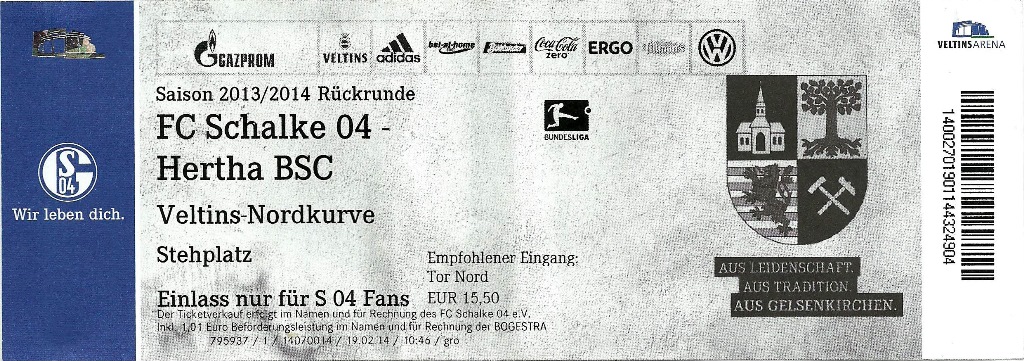 S 04
Wir leben dich.
GAZPROM VELTINS adidas bet-at-home Coca-Cola zero ERGO
Saison 2013/2014 Rückrunde
FC Schalke 04 -
Hertha BSC
BUNDESLIGA
Veltins-Nordkurve
Stehplatz
Empfohlener Eingang:
Tor Nord
Einlass nur für S 04 Fans
EUR 15,50
Der Ticketverkauf erfolgt im Namen und für Rechnung des FC Schalke 04 e.V.
Inkl. 1,01 Euro Beförderungsleistung im Namen und für Rechnung der BOGESTRA
795937 / 1 / 14070014 / 19.02.14 / 10:46 / gro
AUS LEIDENSCHAFT.
AUS TRADITION.
AUS GELSENKIRCHEN.
VELTINS ARENA
14002701901144324904